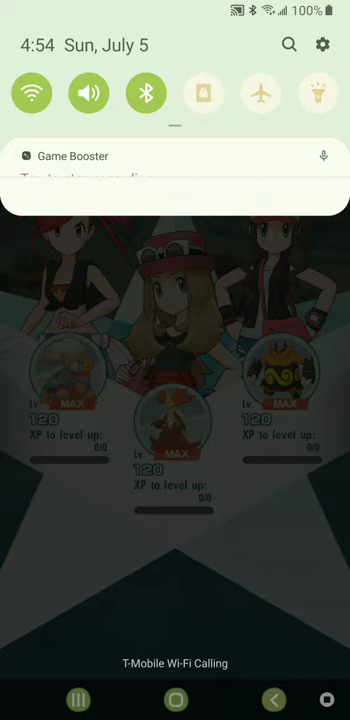 100%
4:54 Sun, July 5
Game Booster
Lv. MAX
120
XP to level up:
0/0
Lv. MAX
120
XP to level up:
0/0
Lv. MAX
120
XP to level up:
0/0
T-Mobile Wi-Fi Calling